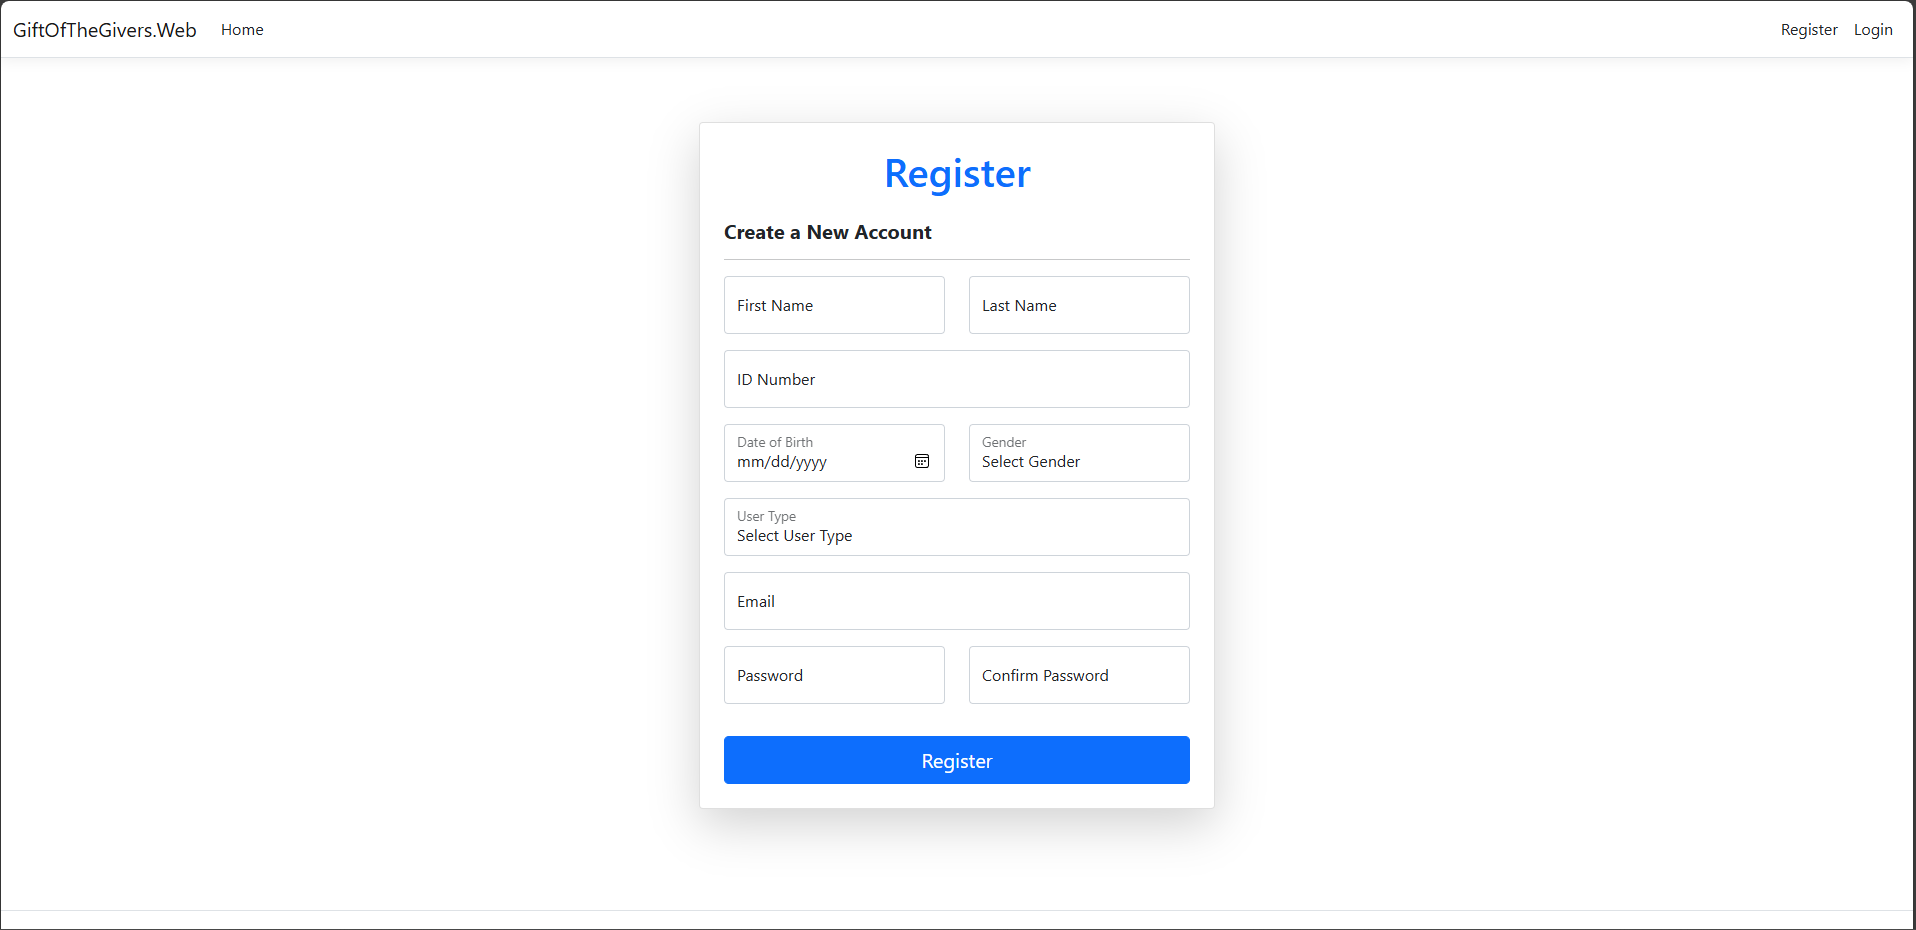 GiftOfTheGivers.Web Home Register Login
Register
Create a New Account
First Name Last Name
ID Number
Date of Birth Gender
mm/dd/yyyy Select Gender
User Type
Select User Type
Email
Password Confirm Password
Register